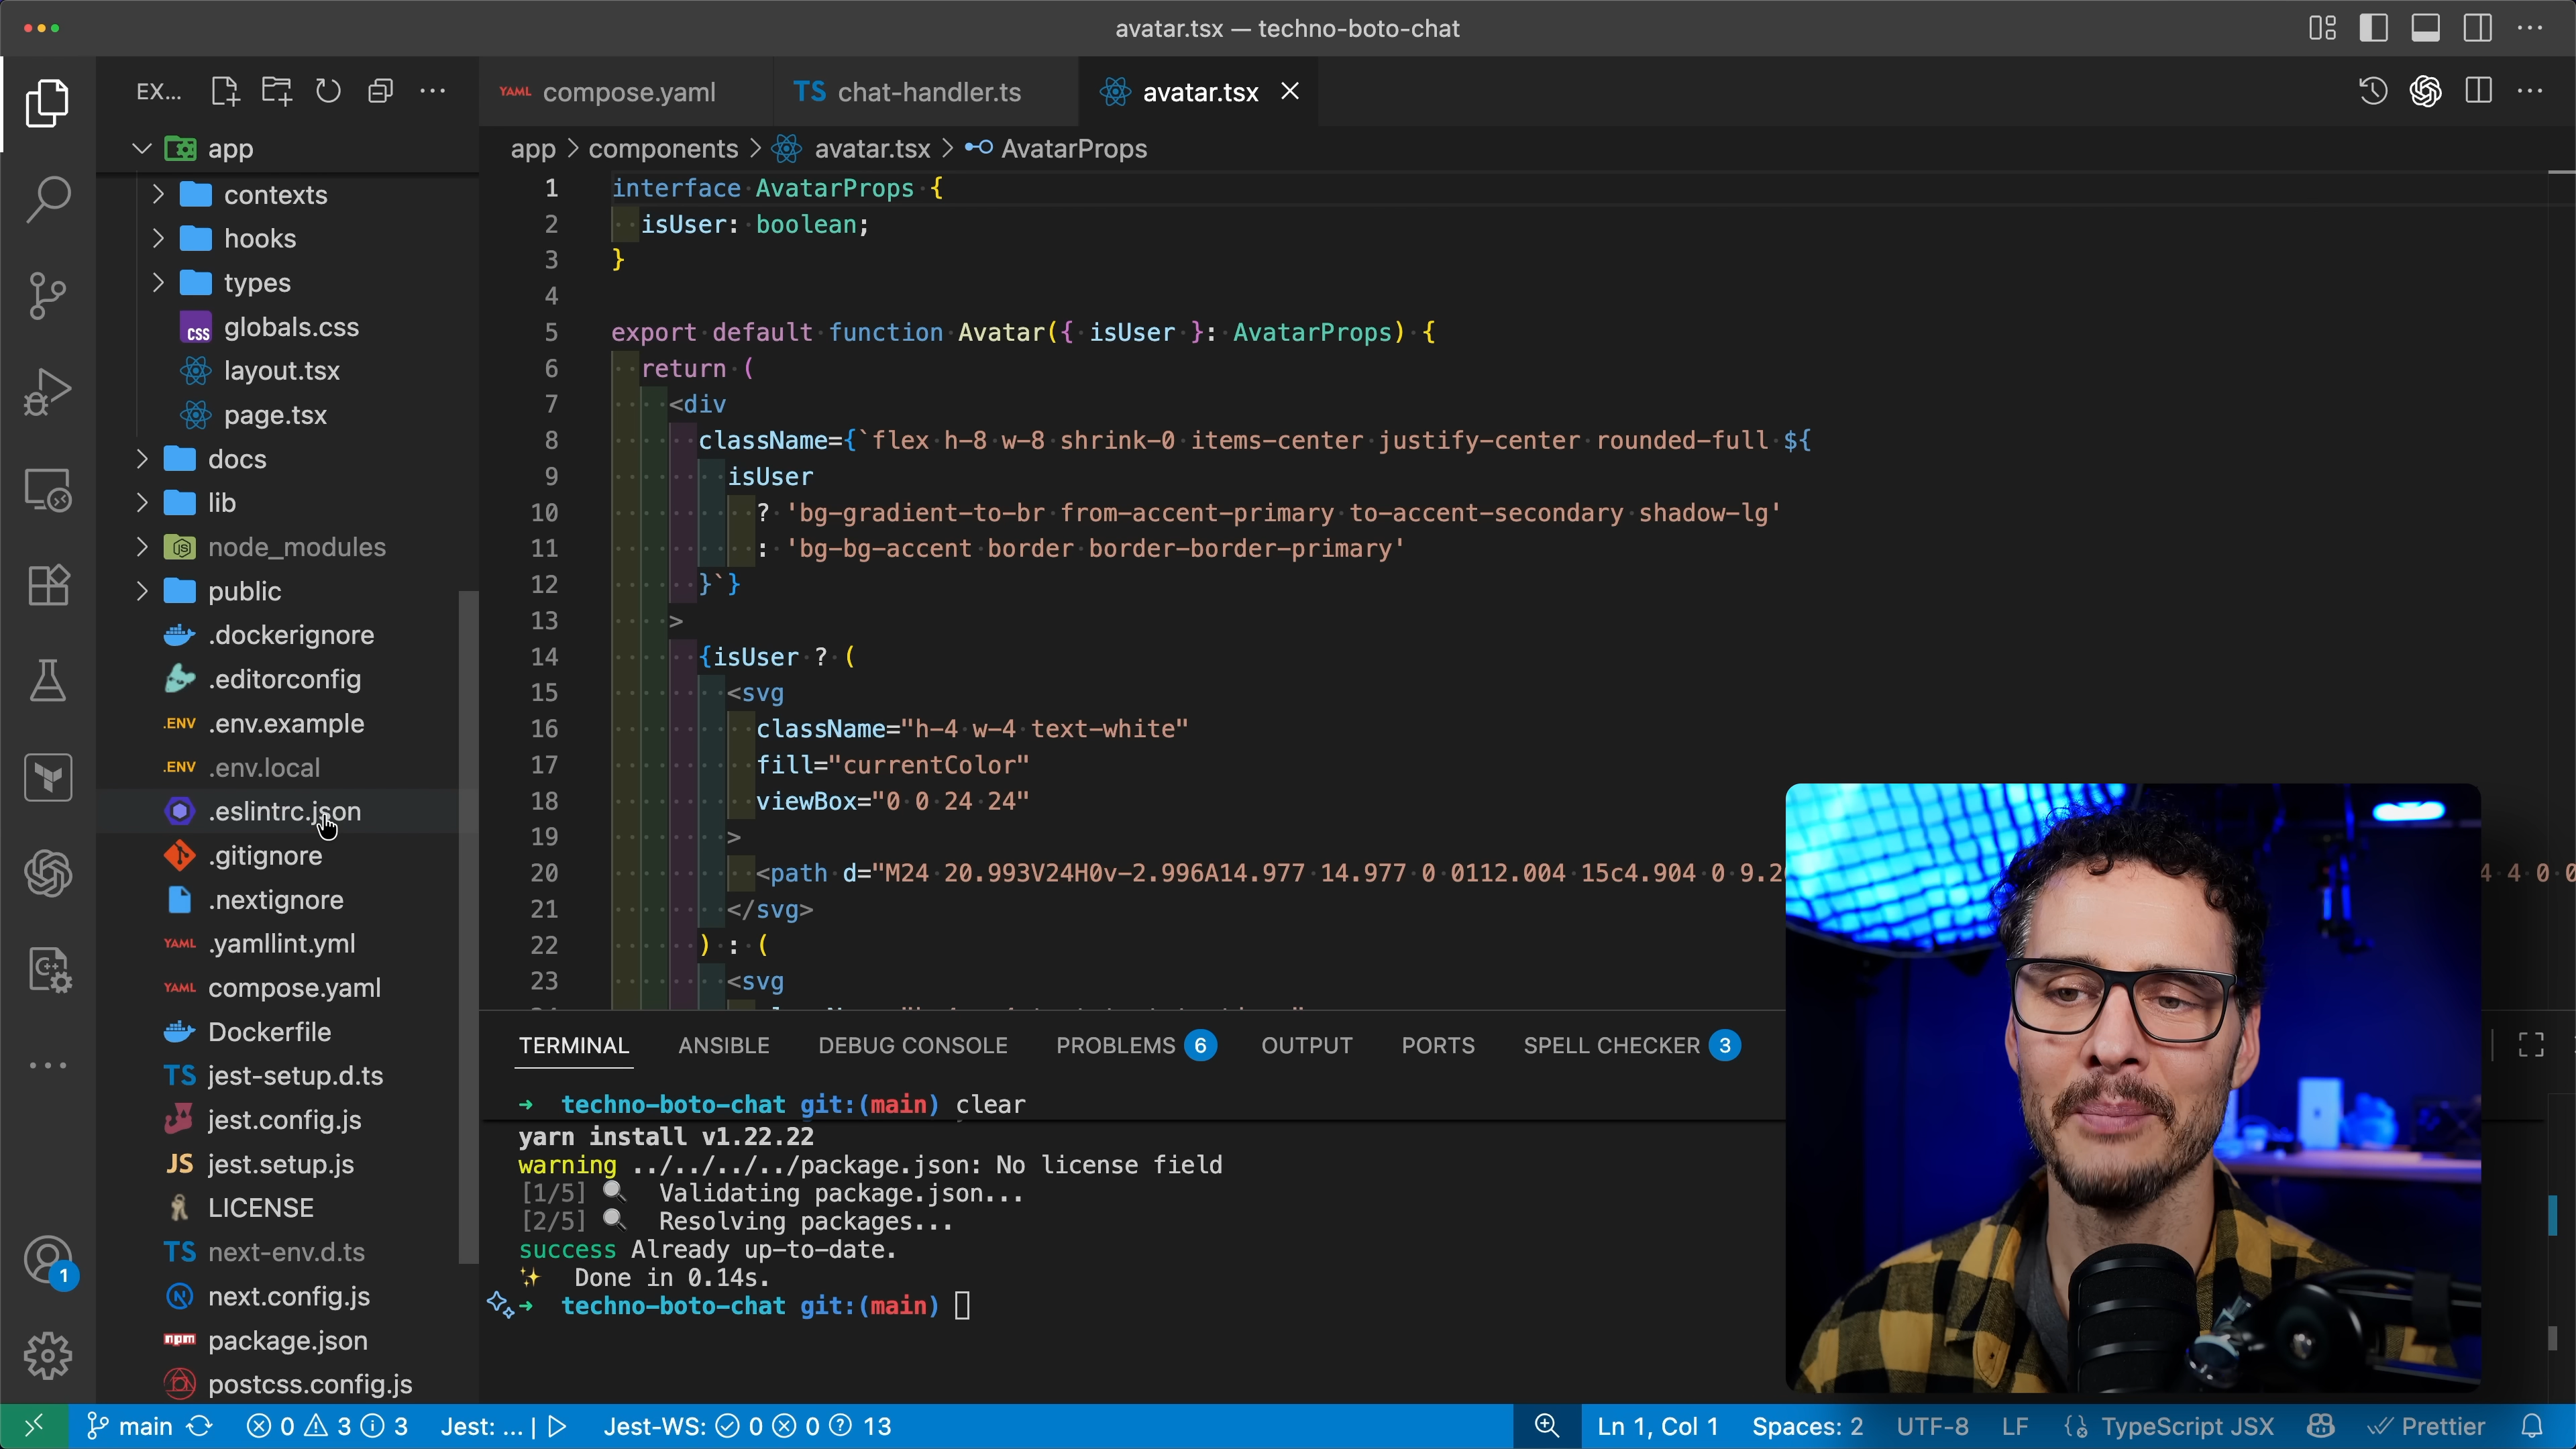 avatar.tsx — techno-boto-chat
EX...
compose.yaml
TS chat-handler.ts
avatar.tsx
app > components > avatar.tsx > AvatarProps
app
contexts
hooks
types
globals.css
layout.tsx
page.tsx
docs
lib
node_modules
public
.dockerignore
.editorconfig
.ENV .env.example
.ENV .env.local
.eslintrc.json
.gitignore
.nextignore
YAML .yamllint.yml
YAML compose.yaml
Dockerfile
TS jest-setup.d.ts
jest.config.js
JS jest.setup.js
LICENSE
TS next-env.d.ts
next.config.js
npm package.json
postcss.config.js
1 interface AvatarProps {
2 isUser: boolean;
3 }
4
5 export default function Avatar({ isUser }: AvatarProps) {
6 return (
7 <div
8 className={`flex h-8 w-8 shrink-0 items-center justify-center rounded-full ${
9 isUser
10 ? 'bg-gradient-to-br from-accent-primary to-accent-secondary shadow-lg'
11 : 'bg-bg-accent border border-border-primary'
12 }`}
13 >
14 {isUser ? (
15 <svg
16 className="h-4 w-4 text-white"
17 fill="currentColor"
18 viewBox="0 0 24 24"
19 >
20 <path d="M24 20.993V24H0v-2.996A14.977 14.977 0 0112.004 15c4.904 0 9.2
21 </svg>
22 ) : (
23 <svg
TERMINAL ANSIBLE DEBUG CONSOLE PROBLEMS 6 OUTPUT PORTS SPELL CHECKER 3
➜ techno-boto-chat git:(main) clear
yarn install v1.22.22
warning ../../../../package.json: No license field
[1/5] 🔍 Validating package.json...
[2/5] 🔍 Resolving packages...
success Already up-to-date.
✨ Done in 0.14s.
➜ techno-boto-chat git:(main)
1
main 0 3 3 Jest: ... | Jest-WS: 0 0 13 Ln 1, Col 1 Spaces: 2 UTF-8 LF TypeScript JSX Prettier